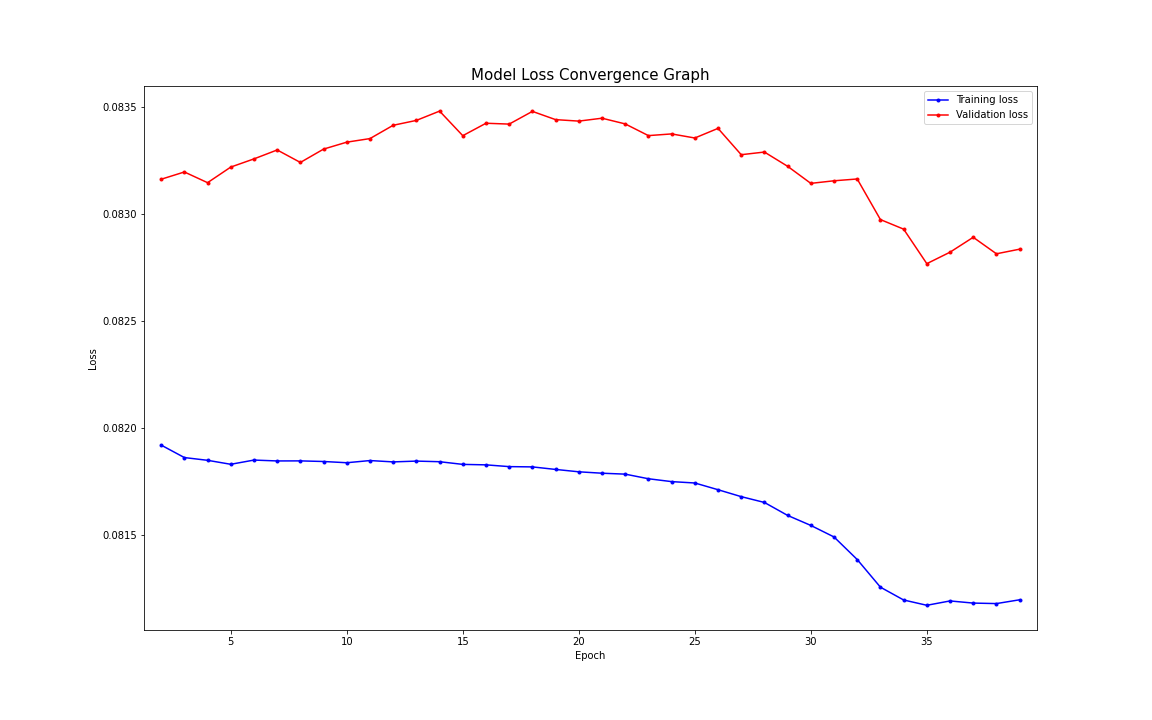 Model Loss Convergence Graph
Training loss
Validation loss
0.0835
0.0830
0.0825
0.0820
0.0815
Loss
5 10 15 20 25 30 35
Epoch